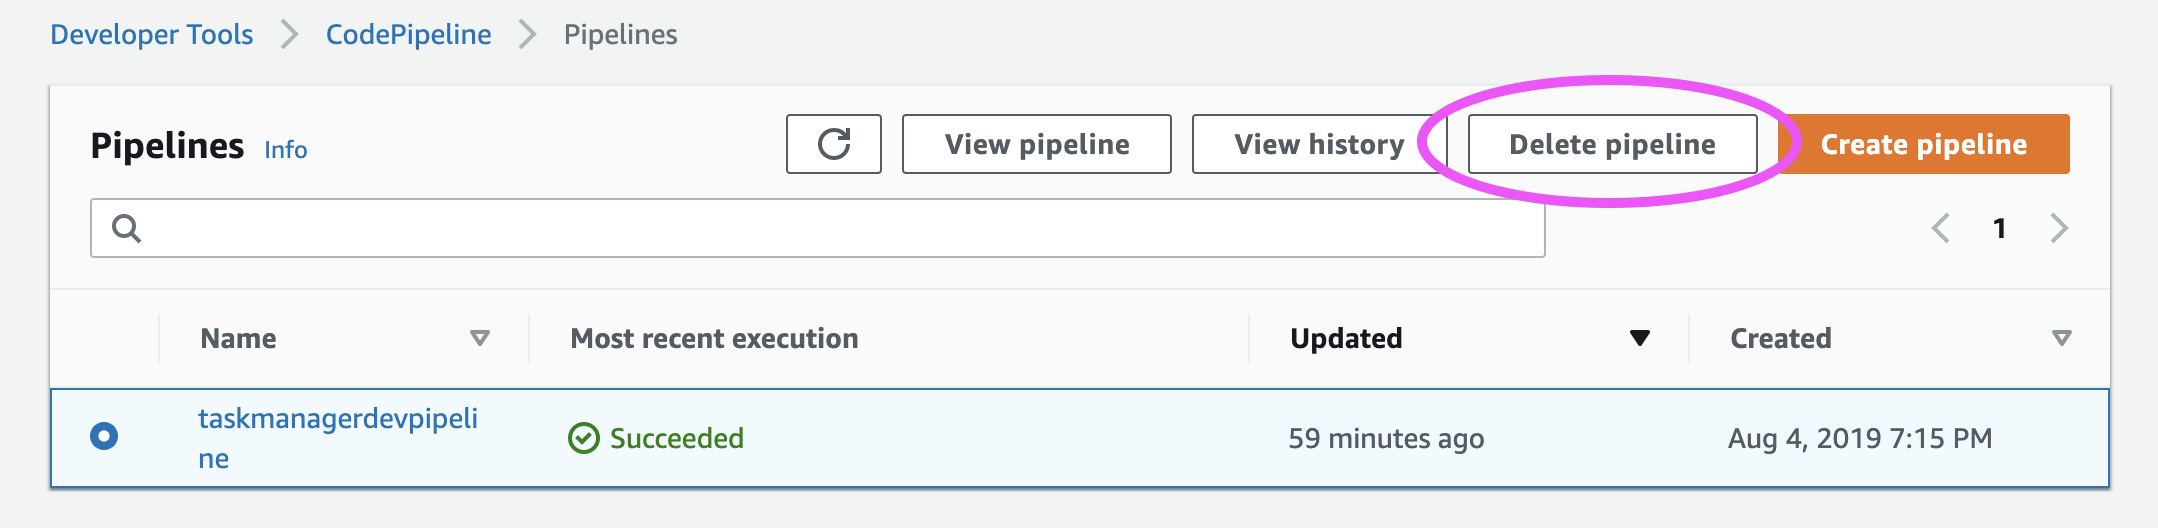 Developer Tools CodePipeline Pipelines
Pipelines Info View pipeline View history Delete pipeline Create pipeline
1
Name Most recent execution Updated Created
taskmanagerdevpipeli
ne
Succeeded 59 minutes ago Aug 4, 2019 7:15 PM